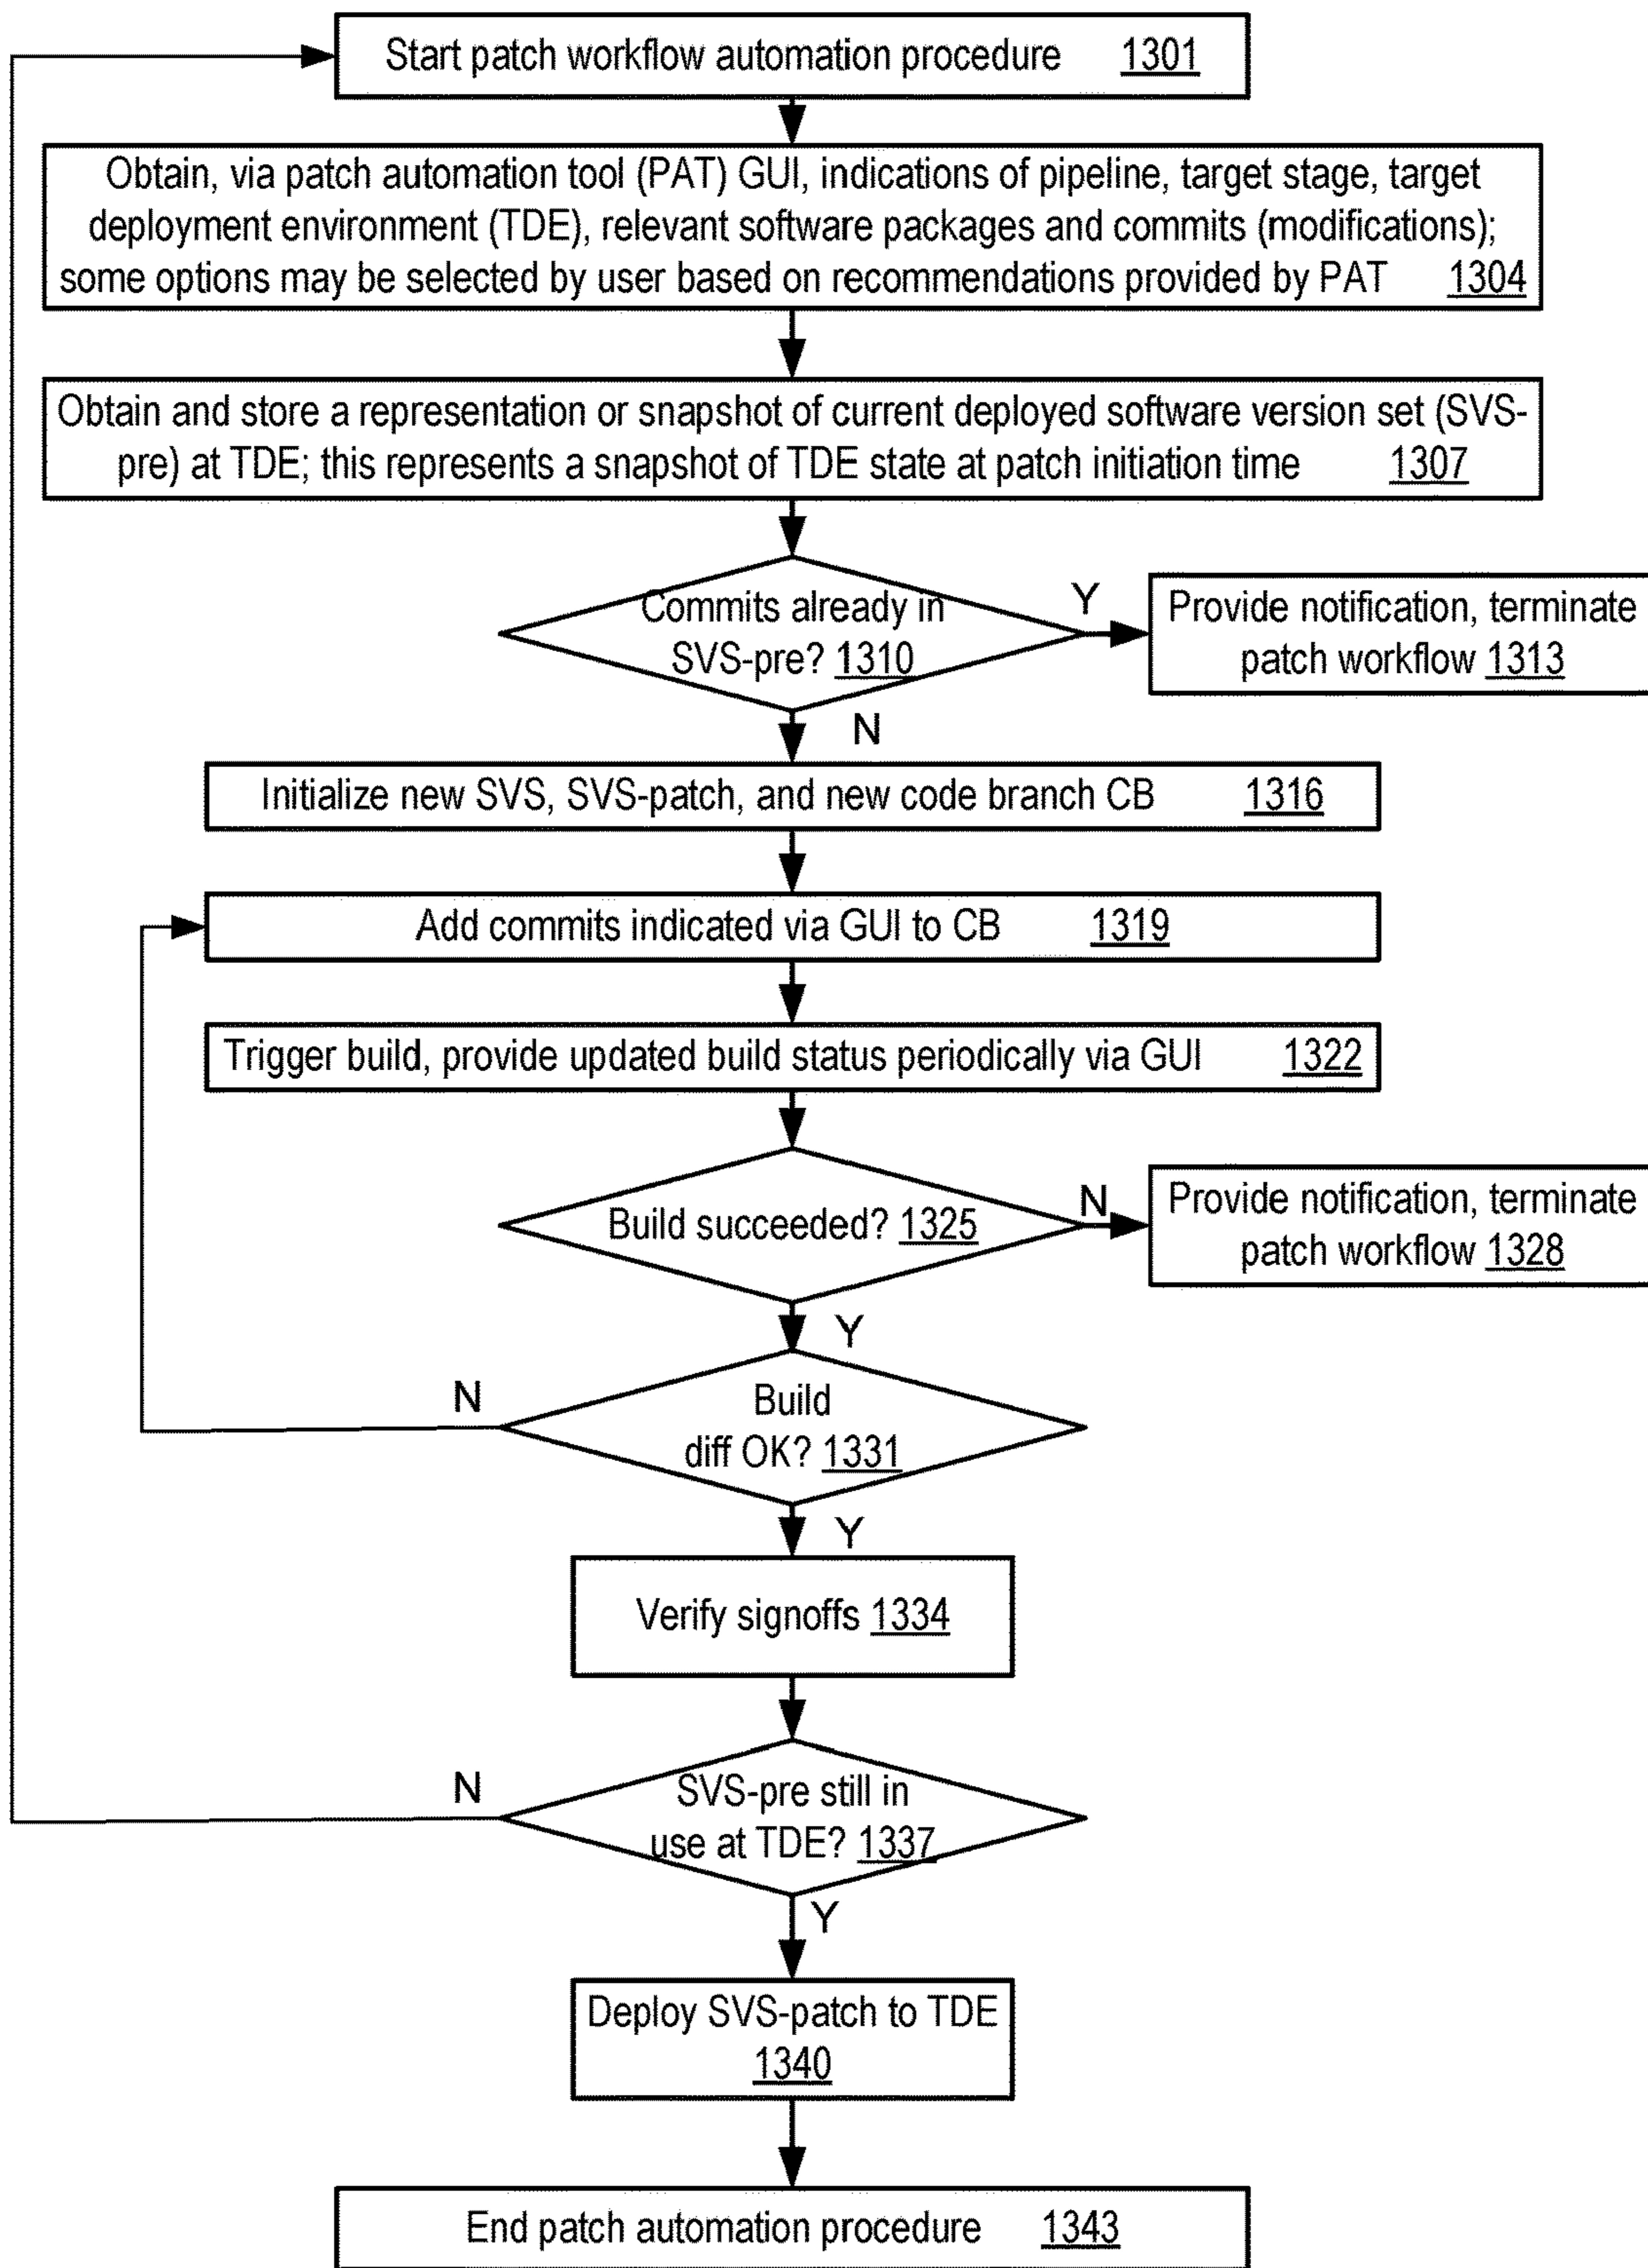 Start patch workflow automation procedure 1301
Obtain, via patch automation tool (PAT) GUI, indications of pipeline, target stage, target
deployment environment (TDE), relevant software packages and commits (modifications);
some options may be selected by user based on recommendations provided by PAT 1304
Obtain and store a representation or snapshot of current deployed software version set (SVS-
pre) at TDE; this represents a snapshot of TDE state at patch initiation time 1307
Commits already in
SVS-pre? 1310
Y
Provide notification, terminate
patch workflow 1313
N
Initialize new SVS, SVS-patch, and new code branch CB 1316
Add commits indicated via GUI to CB 1319
Trigger build, provide updated build status periodically via GUI 1322
Build succeeded? 1325
N
Provide notification, terminate
patch workflow 1328
Y
Build
diff OK? 1331
N
Y
Verify signoffs 1334
SVS-pre still in
use at TDE? 1337
N
Y
Deploy SVS-patch to TDE
1340
End patch automation procedure 1343